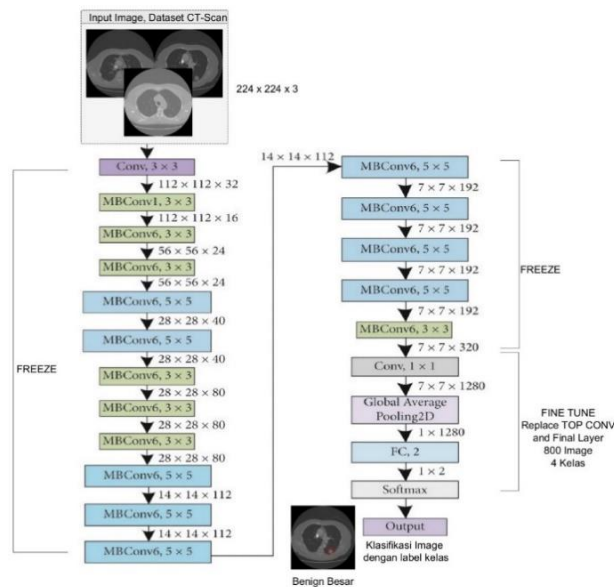 Input Image, Dataset CT-Scan
224 x 224 x 3
Conv, 3 × 3
112 × 112 × 32
MBConv1, 3 × 3
112 × 112 × 16
MBConv6, 3 × 3
56 × 56 × 24
MBConv6, 3 × 3
56 × 56 × 24
MBConv6, 5 × 5
28 × 28 × 40
MBConv6, 5 × 5
28 × 28 × 40
FREEZE
MBConv6, 3 × 3
28 × 28 × 80
MBConv6, 3 × 3
28 × 28 × 80
MBConv6, 3 × 3
28 × 28 × 80
MBConv6, 5 × 5
14 × 14 × 112
MBConv6, 5 × 5
14 × 14 × 112
MBConv6, 5 × 5
14 × 14 × 112
MBConv6, 5 × 5
7 × 7 × 192
MBConv6, 5 × 5
7 × 7 × 192
MBConv6, 5 × 5
7 × 7 × 192
MBConv6, 5 × 5
7 × 7 × 192
MBConv6, 3 × 3
7 × 7 × 320
FREEZE
Conv, 1 × 1
7 × 7 × 1280
Global Average
Pooling2D
1 × 1280
FC, 2
1 × 2
Softmax
Output
FINE TUNE
Replace TOP CONV
and Final Layer
800 Image
4 Kelas
Klasifikasi Image
dengan label kelas
Benign Besar